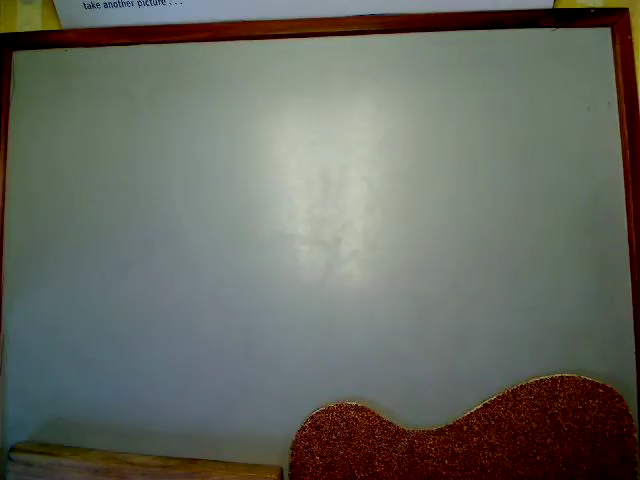 take another picture . . .